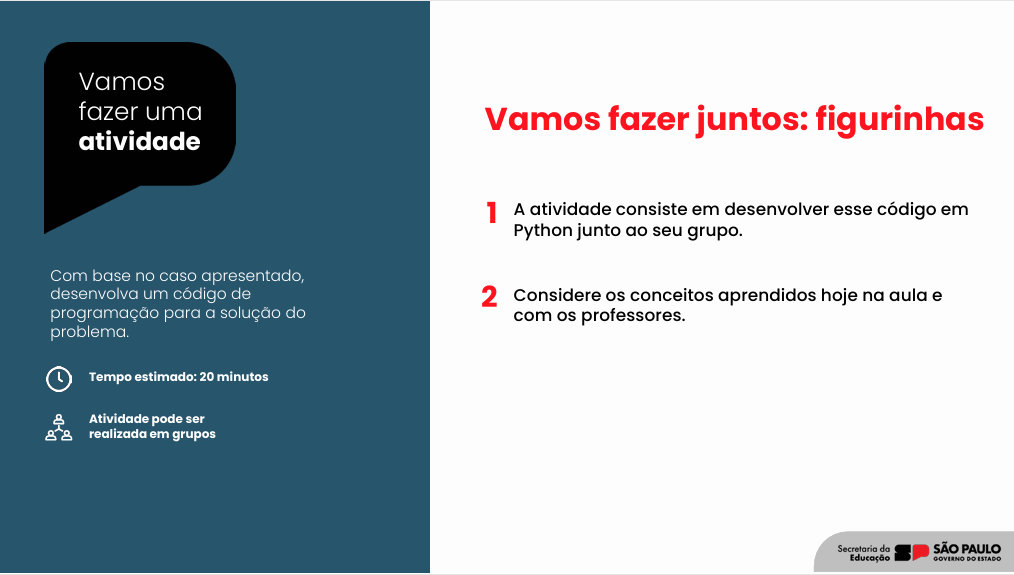 Vamos
fazer uma
atividade
Com base no caso apresentado,
desenvolva um código de
programação para a solução do
problema.
Tempo estimado: 20 minutos
Atividade pode ser
realizada em grupos
Vamos fazer juntos: figurinhas
1 A atividade consiste em desenvolver esse código em
Python junto ao seu grupo.
2 Considere os conceitos aprendidos hoje na aula e
com os professores.
Secretaria da
Educação
SP
SÃO PAULO
GOVERNO DO ESTADO